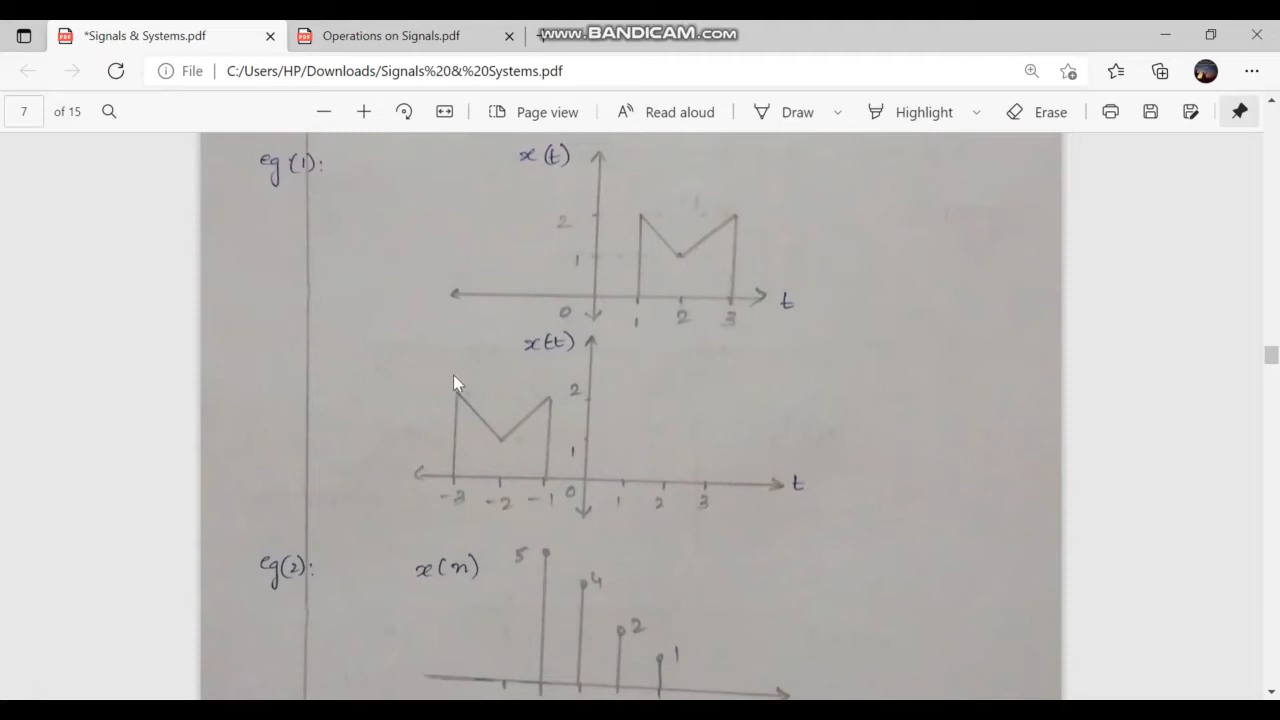 *Signals & Systems.pdf
Operations on Signals.pdf
www.BANDICAM.com
File
C:/Users/HP/Downloads/Signals%20&%20Systems.pdf
7 of 15
Page view
Read aloud
Draw
Highlight
Erase
eg(1):
x(t)
2
1
0 1 2 3 t
x(t)
2
1
-3 -2 -1 0 1 2 3 t
eg(2):
x(n)
5
4
2
1